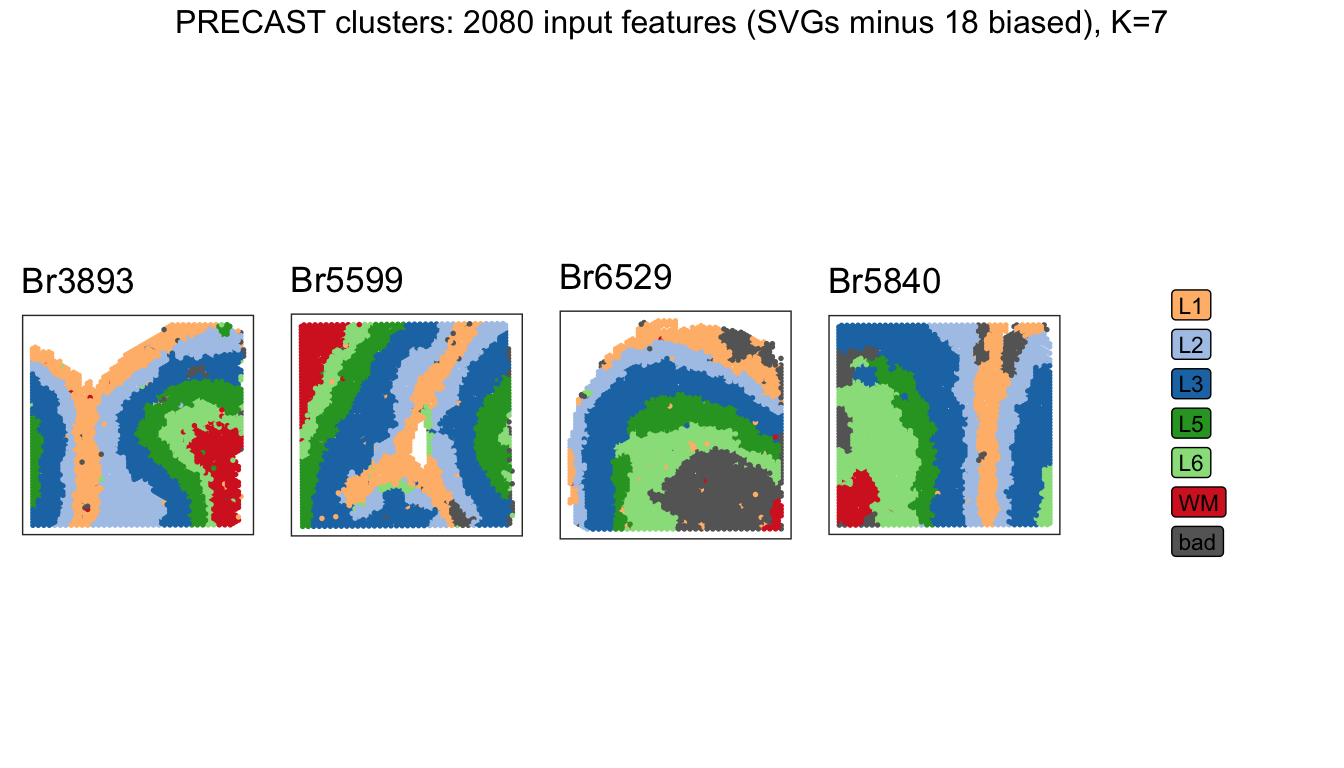 PRECAST clusters: 2080 input features (SVGs minus 18 biased), K=7
Br3893
Br5599
Br6529
Br5840
L1
L2
L3
L5
L6
WM
bad